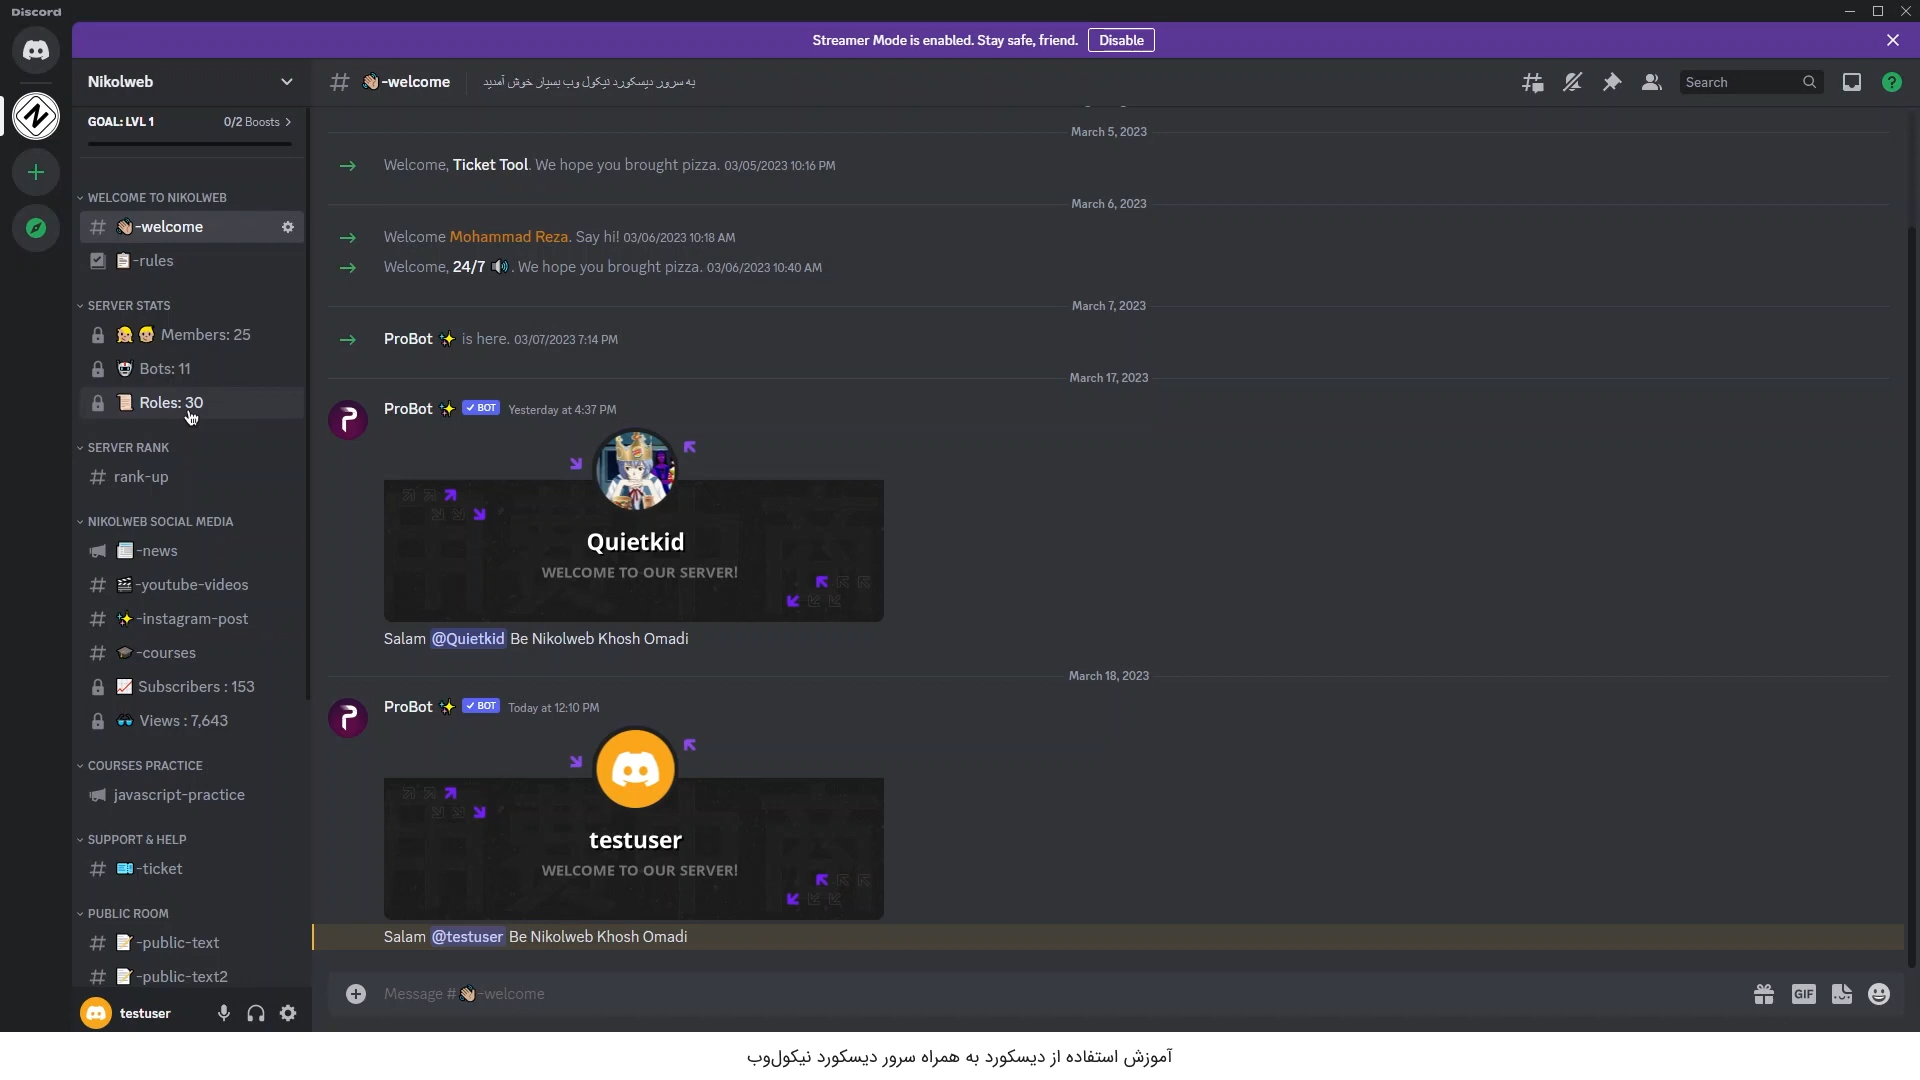 Discord
Streamer Mode is enabled. Stay safe, friend.
Disable
Nikolweb
👋-welcome
به سرور دیسکورد نیکول وب بسیار خوش آمدید
Search
GOAL: LVL 1
0/2 Boosts
WELCOME TO NIKOLWEB
👋-welcome
📋-rules
SERVER STATS
Members: 25
Bots: 11
Roles: 30
SERVER RANK
rank-up
NIKOLWEB SOCIAL MEDIA
-news
-youtube-videos
✨-instagram-post
🎓-courses
Subscribers : 153
Views : 7,643
COURSES PRACTICE
javascript-practice
SUPPORT & HELP
-ticket
PUBLIC ROOM
📝-public-text
📝-public-text2
testuser
March 5, 2023
Welcome, Ticket Tool. We hope you brought pizza. 03/05/2023 10:16 PM
March 6, 2023
Welcome Mohammad Reza. Say hi! 03/06/2023 10:18 AM
Welcome, 24/7 🔊. We hope you brought pizza. 03/06/2023 10:40 AM
March 7, 2023
ProBot ✨ is here. 03/07/2023 7:14 PM
March 17, 2023
ProBot ✨ ✓ BOT Yesterday at 4:37 PM
Quietkid
WELCOME TO OUR SERVER!
Salam @Quietkid Be Nikolweb Khosh Omadi
March 18, 2023
ProBot ✨ ✓ BOT Today at 12:10 PM
testuser
WELCOME TO OUR SERVER!
Salam @testuser Be Nikolweb Khosh Omadi
Message #👋-welcome
GIF
آموزش استفاده از دیسکورد به همراه سرور دیسکورد نیکول‌وب